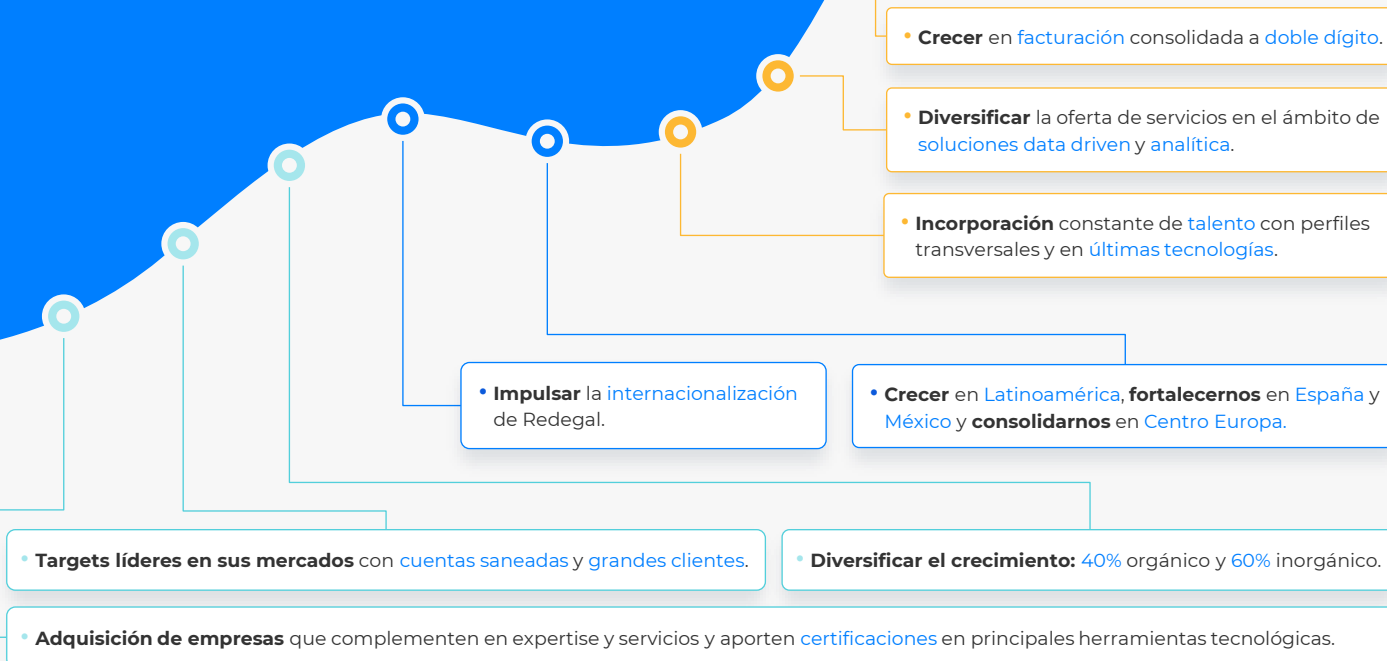 • Crecer en facturación consolidada a doble dígito.
• Diversificar la oferta de servicios en el ámbito de
soluciones data driven y analítica.
• Incorporación constante de talento con perfiles
transversales y en últimas tecnologías.
• Impulsar la internacionalización
de Redegal.
• Crecer en Latinoamérica, fortalecernos en España y
México y consolidarnos en Centro Europa.
• Targets líderes en sus mercados con cuentas saneadas y grandes clientes.
• Diversificar el crecimiento: 40% orgánico y 60% inorgánico.
• Adquisición de empresas que complementen en expertise y servicios y aporten certificaciones en principales herramientas tecnológicas.